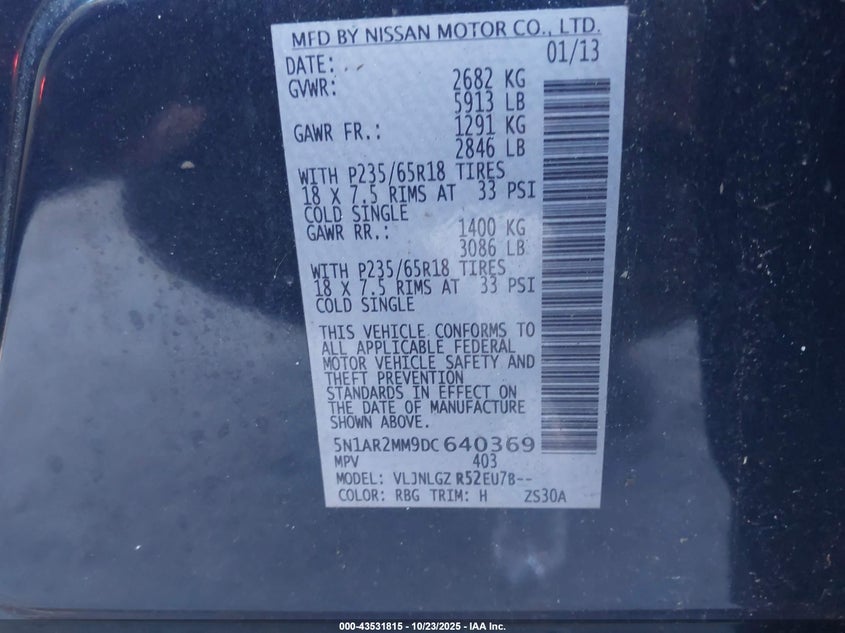 MFD BY NISSAN MOTOR CO., LTD.
DATE: 01/13
GVWR: 2682 KG
5913 LB
GAWR FR.: 1291 KG
2846 LB
WITH P235/65R18 TIRES
18 X 7.5 RIMS AT 33 PSI
COLD SINGLE
GAWR RR.: 1400 KG
3086 LB
WITH P235/65R18 TIRES
18 X 7.5 RIMS AT 33 PSI
COLD SINGLE
THIS VEHICLE CONFORMS TO
ALL APPLICABLE FEDERAL
MOTOR VEHICLE SAFETY AND
THEFT PREVENTION
STANDARDS IN EFFECT ON
THE DATE OF MANUFACTURE
SHOWN ABOVE.
5N1AR2MM9DC640369
MPV 403
MODEL: VLJNLGZ R52EU7B--
COLOR: RBG TRIM: H ZS30A
000-43531815 - 10/23/2025 - IAA Inc.